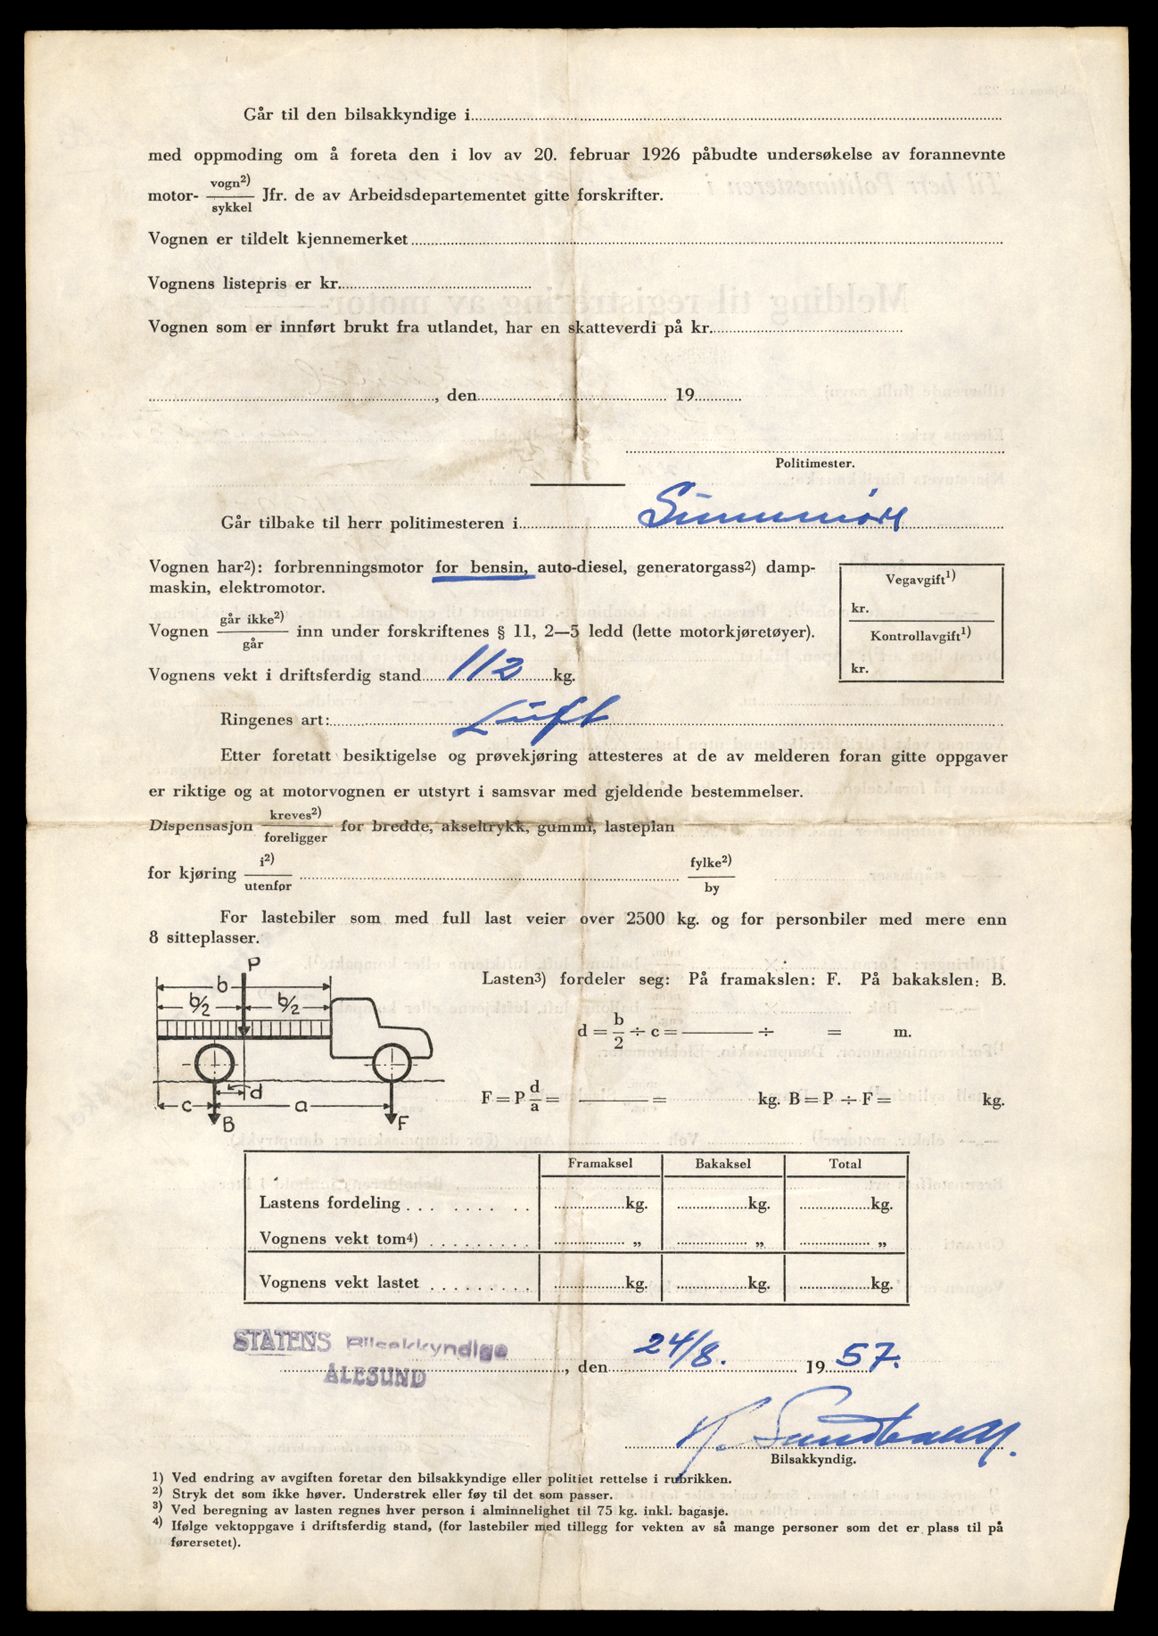 Går til den bilsakkyndige i
med oppmoding om å foreta den i lov av 20. februar 1926 påbudte undersøkelse av forannevnte
motor- vogn2) / sykkel Jfr. de av Arbeidsdepartementet gitte forskrifter.
Vognen er tildelt kjennemerket
Vognens listepris er kr.
Vognen som er innført brukt fra utlandet, har en skatteverdi på kr.
, den 19
Politimester.
Går tilbake til herr politimesteren i Sunnmøre
Vognen har2): forbrenningsmotor for bensin, auto-diesel, generatorgass2) damp-
maskin, elektromotor.
Vegavgift1)
kr.
Kontrollavgift1)
kr.
Vognen går ikke2) / går inn under forskriftenes § 11, 2—5 ledd (lette motorkjøretøyer).
Vognens vekt i driftsferdig stand 112 kg.
Ringenes art: Luft
Etter foretatt besiktigelse og prøvekjøring attesteres at de av melderen foran gitte oppgaver
er riktige og at motorvognen er utstyrt i samsvar med gjeldende bestemmelser.
Dispensasjon kreves2) / foreligger for bredde, akseltrykk, gummi, lasteplan
for kjøring i2) / utenfor fylke2) / by
For lastebiler som med full last veier over 2500 kg. og for personbiler med mere enn
8 sitteplasser.
P
b
b/2 b/2
d
c a
B F
Lasten3) fordeler seg: På framakslen: F. På bakakslen: B.
d = b/2 ÷ c = ——— ÷ = m.
F = P d/a = ——— = kg. B = P ÷ F = kg.
Framaksel Bakaksel Total
Lastens fordeling . . . . . . . . . kg. kg. kg.
Vognens vekt tom4) . . . . . . . . . „ „ „
Vognens vekt lastet . . . . . . . . . kg. kg. kg.
STATENS Bilsakkyndige
ÅLESUND
, den 24/8. 19 57.
Bilsakkyndig.
1) Ved endring av avgiften foretar den bilsakkyndige eller politiet rettelse i rubrikken.
2) Stryk det som ikke høver. Understrek eller føy til det som passer.
3) Ved beregning av lasten regnes hver person i alminnelighet til 75 kg. inkl. bagasje.
4) Ifølge vektoppgave i driftsferdig stand, (for lastebiler med tillegg for vekten av så mange personer som det er plass til på
førersetet).